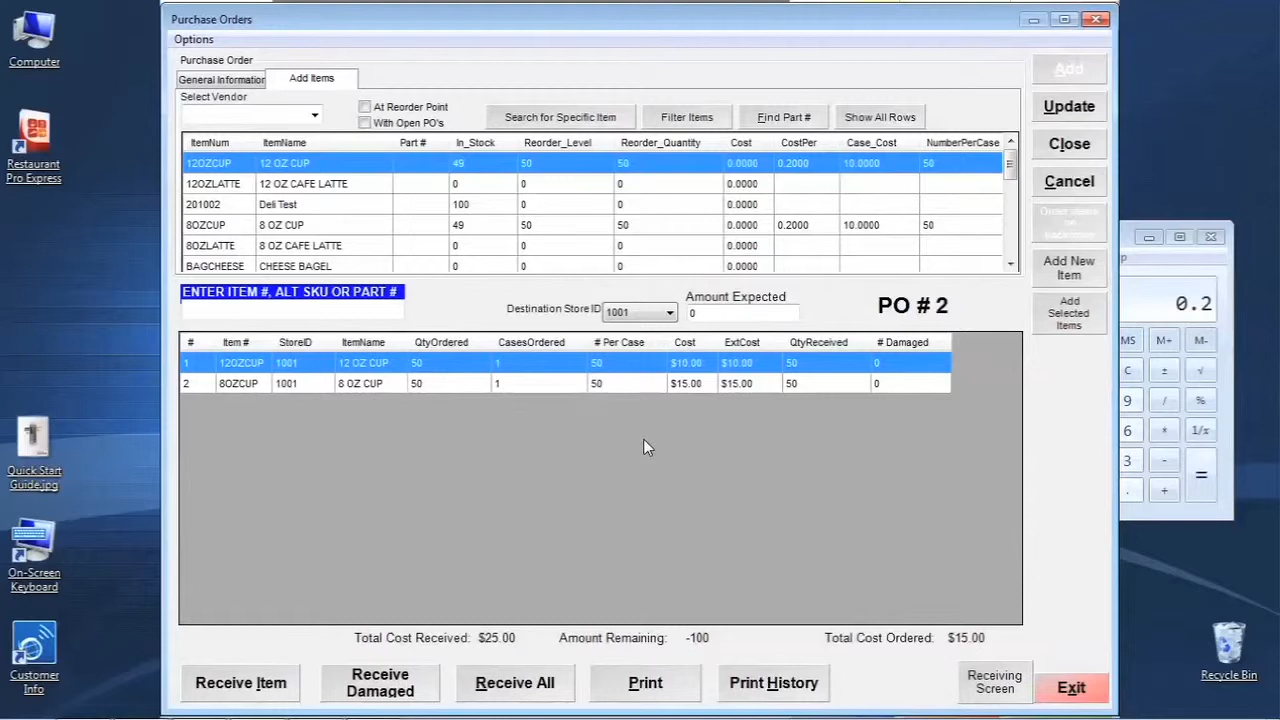 Purchase Orders
Options
Purchase Order
General Information Add Items
Select Vendor
At Reorder Point
With Open PO's
Search for Specific Item Filter Items Find Part # Show All Rows
ItemNum ItemName Part # In_Stock Reorder_Level Reorder_Quantity Cost CostPer Case_Cost NumberPerCase
12OZCUP 12 OZ CUP 49 50 50 0.0000 0.2000 10.0000 50
12OZLATTE 12 OZ CAFE LATTE 0 0 0 0.0000
201002 Deli Test 100 0 0 0.0000
8OZCUP 8 OZ CUP 49 50 50 0.0000 0.2000 10.0000 50
8OZLATTE 8 OZ CAFE LATTE 0 0 0 0.0000
BAGCHEESE CHEESE BAGEL 0 0 0 0.0000
ENTER ITEM #, ALT SKU OR PART #
Destination Store ID 1001
Amount Expected
0
PO # 2
# Item # StoreID ItemName QtyOrdered CasesOrdered # Per Case Cost ExtCost QtyReceived # Damaged
1 12OZCUP 1001 12 OZ CUP 50 1 50 $10.00 $10.00 50 0
2 8OZCUP 1001 8 OZ CUP 50 1 50 $15.00 $15.00 50 0
Total Cost Received: $25.00 Amount Remaining: -100 Total Cost Ordered: $15.00
Receive Item
Receive
Damaged
Receive All
Print
Print History
Receiving
Screen
Exit
Add
Update
Close
Cancel
Add New
Item
Add
Selected
Items
Computer
Restaurant
Pro Express
Quick Start
Guide.jpg
On-Screen
Keyboard
Customer
Info
0.2
MS M+ M-
C ± √
9 / %
6 * 1/x
3 - =
. +
Recycle Bin